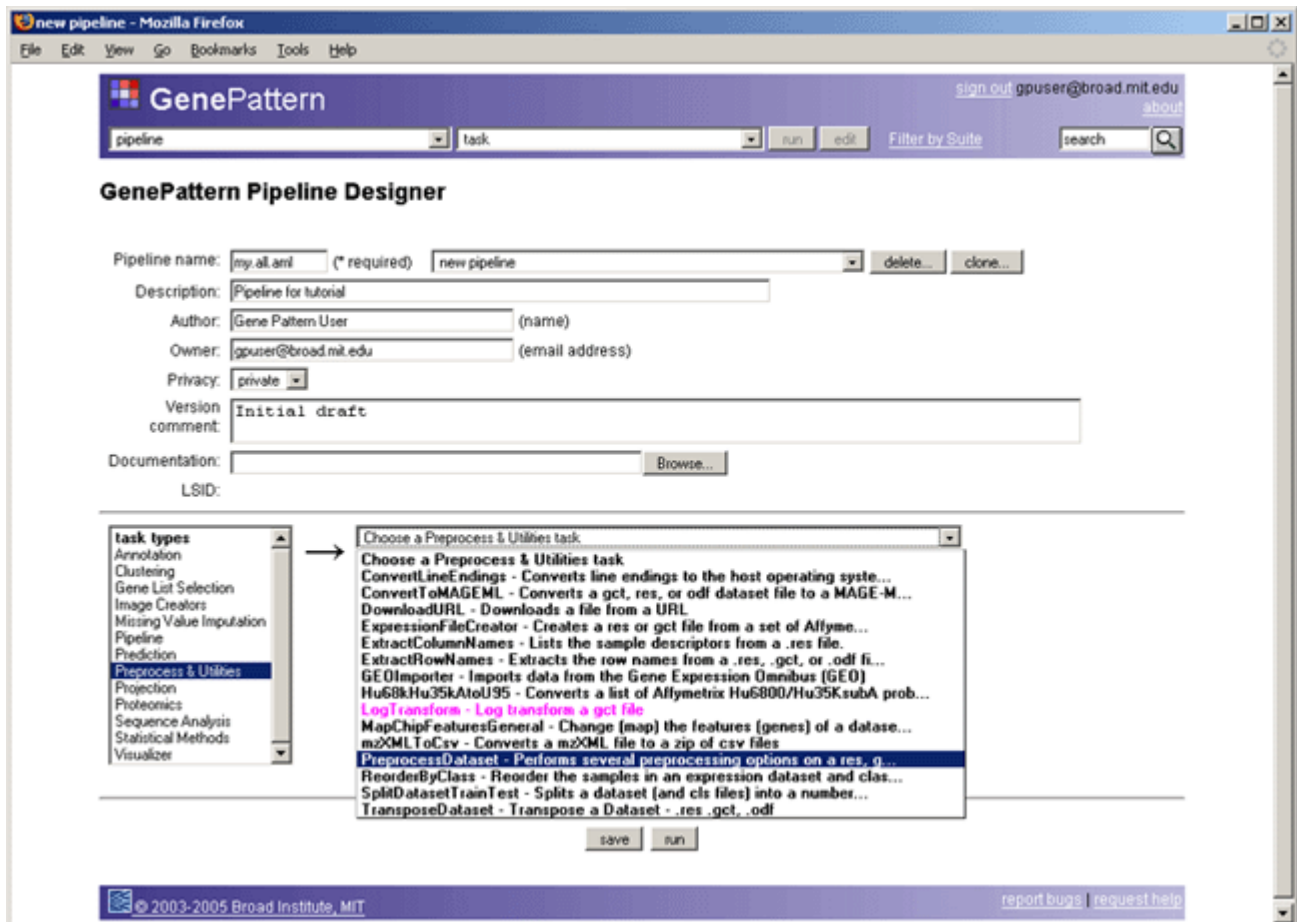 new pipeline - Mozilla Firefox
File Edit View Go Bookmarks Tools Help
GenePattern
sign out gpuser@broad.mit.edu
about
pipeline task run edit Filter by Suite search
GenePattern Pipeline Designer
Pipeline name: my.all.aml (* required) new pipeline delete... clone...
Description: Pipeline for tutorial
Author: Gene Pattern User (name)
Owner: gpuser@broad.mit.edu (email address)
Privacy: private
Version comment: Initial draft
Documentation: Browse...
LSID:
task types
Annotation
Clustering
Gene List Selection
Image Creators
Missing Value Imputation
Pipeline
Prediction
Preprocess & Utilities
Projection
Proteomics
Sequence Analysis
Statistical Methods
Visualizer
→
Choose a Preprocess & Utilities task
Choose a Preprocess & Utilities task
ConvertLineEndings - Converts line endings to the host operating syste...
ConvertToMAGEML - Converts a gct, res, or odf dataset file to a MAGE-M...
DownloadURL - Downloads a file from a URL
ExpressionFileCreator - Creates a res or gct file from a set of Affyme...
ExtractColumnNames - Lists the sample descriptors from a .res file.
ExtractRowNames - Extracts the row names from a .res, .gct, or .odf fi...
GEOImporter - Imports data from the Gene Expression Omnibus (GEO)
Hu68kHu35kAtoU95 - Converts a list of Affymetrix Hu6800/Hu35KsubA prob...
LogTransform - Log transform a gct file
MapChipFeaturesGeneral - Change (map) the features (genes) of a datase...
mzXMLToCsv - Converts a mzXML file to a zip of csv files
PreprocessDataset - Performs several preprocessing options on a res, g...
ReorderByClass - Reorder the samples in an expression dataset and clas...
SplitDatasetTrainTest - Splits a dataset (and cls files) into a number...
TransposeDataset - Transpose a Dataset - .res .gct, .odf
save run
© 2003-2005 Broad Institute, MIT
report bugs | request help